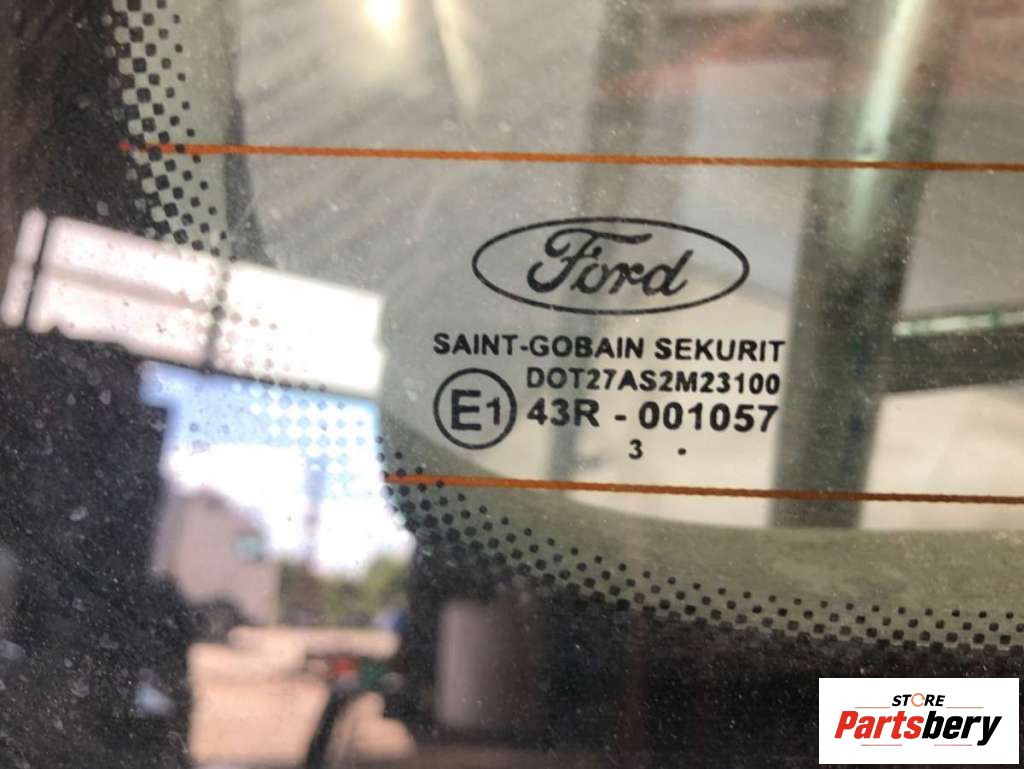 Ford
SAINT-GOBAIN SEKURIT
DOT27AS2M23100
E1 43R - 001057
3 .
STORE
Partsbery